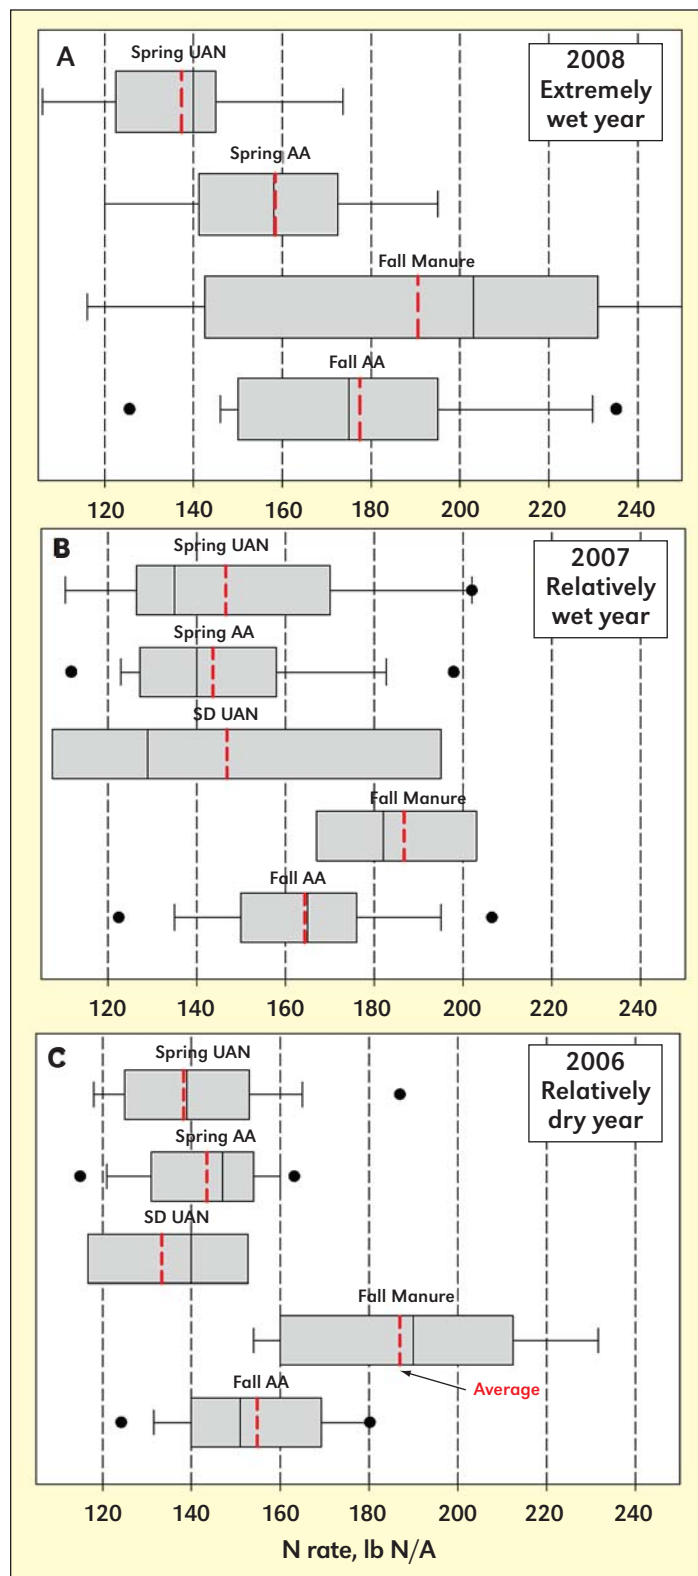 A
Spring UAN
2008
Extremely
wet year
Spring AA
Fall Manure
Fall AA
120 140 160 180 200 220 240
B
Spring UAN
2007
Relatively
wet year
Spring AA
SD UAN
Fall Manure
Fall AA
120 140 160 180 200 220 240
C
Spring UAN
2006
Relatively
dry year
Spring AA
SD UAN
Fall Manure
Average
Fall AA
120 140 160 180 200 220 240
N rate, lb N/A